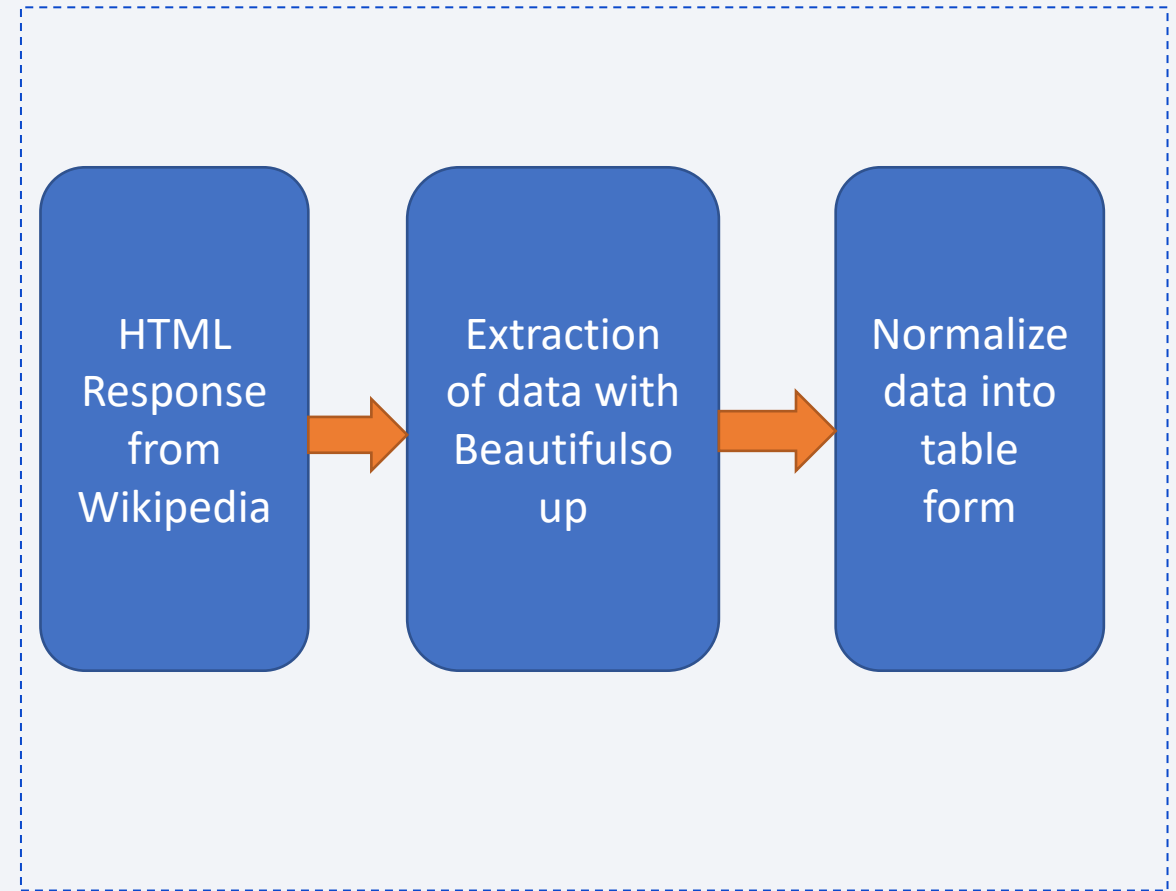 HTML
Response
from
Wikipedia
Extraction
of data with
Beautifulso
up
Normalize
data into
table
form